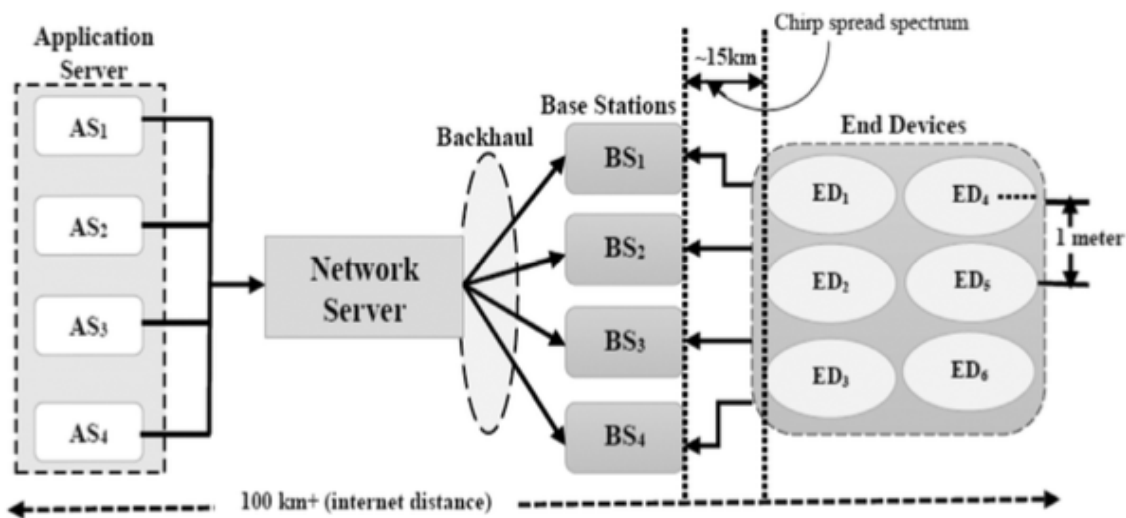 Chirp spread spectrum
Application
Server
~15km
Base Stations
End Devices
Backhaul
AS₁
AS₂
AS₃
AS₄
Network
Server
BS₁
BS₂
BS₃
BS₄
ED₁
ED₄
ED₂
ED₅
ED₃
ED₆
1 meter
100 km+ (internet distance)